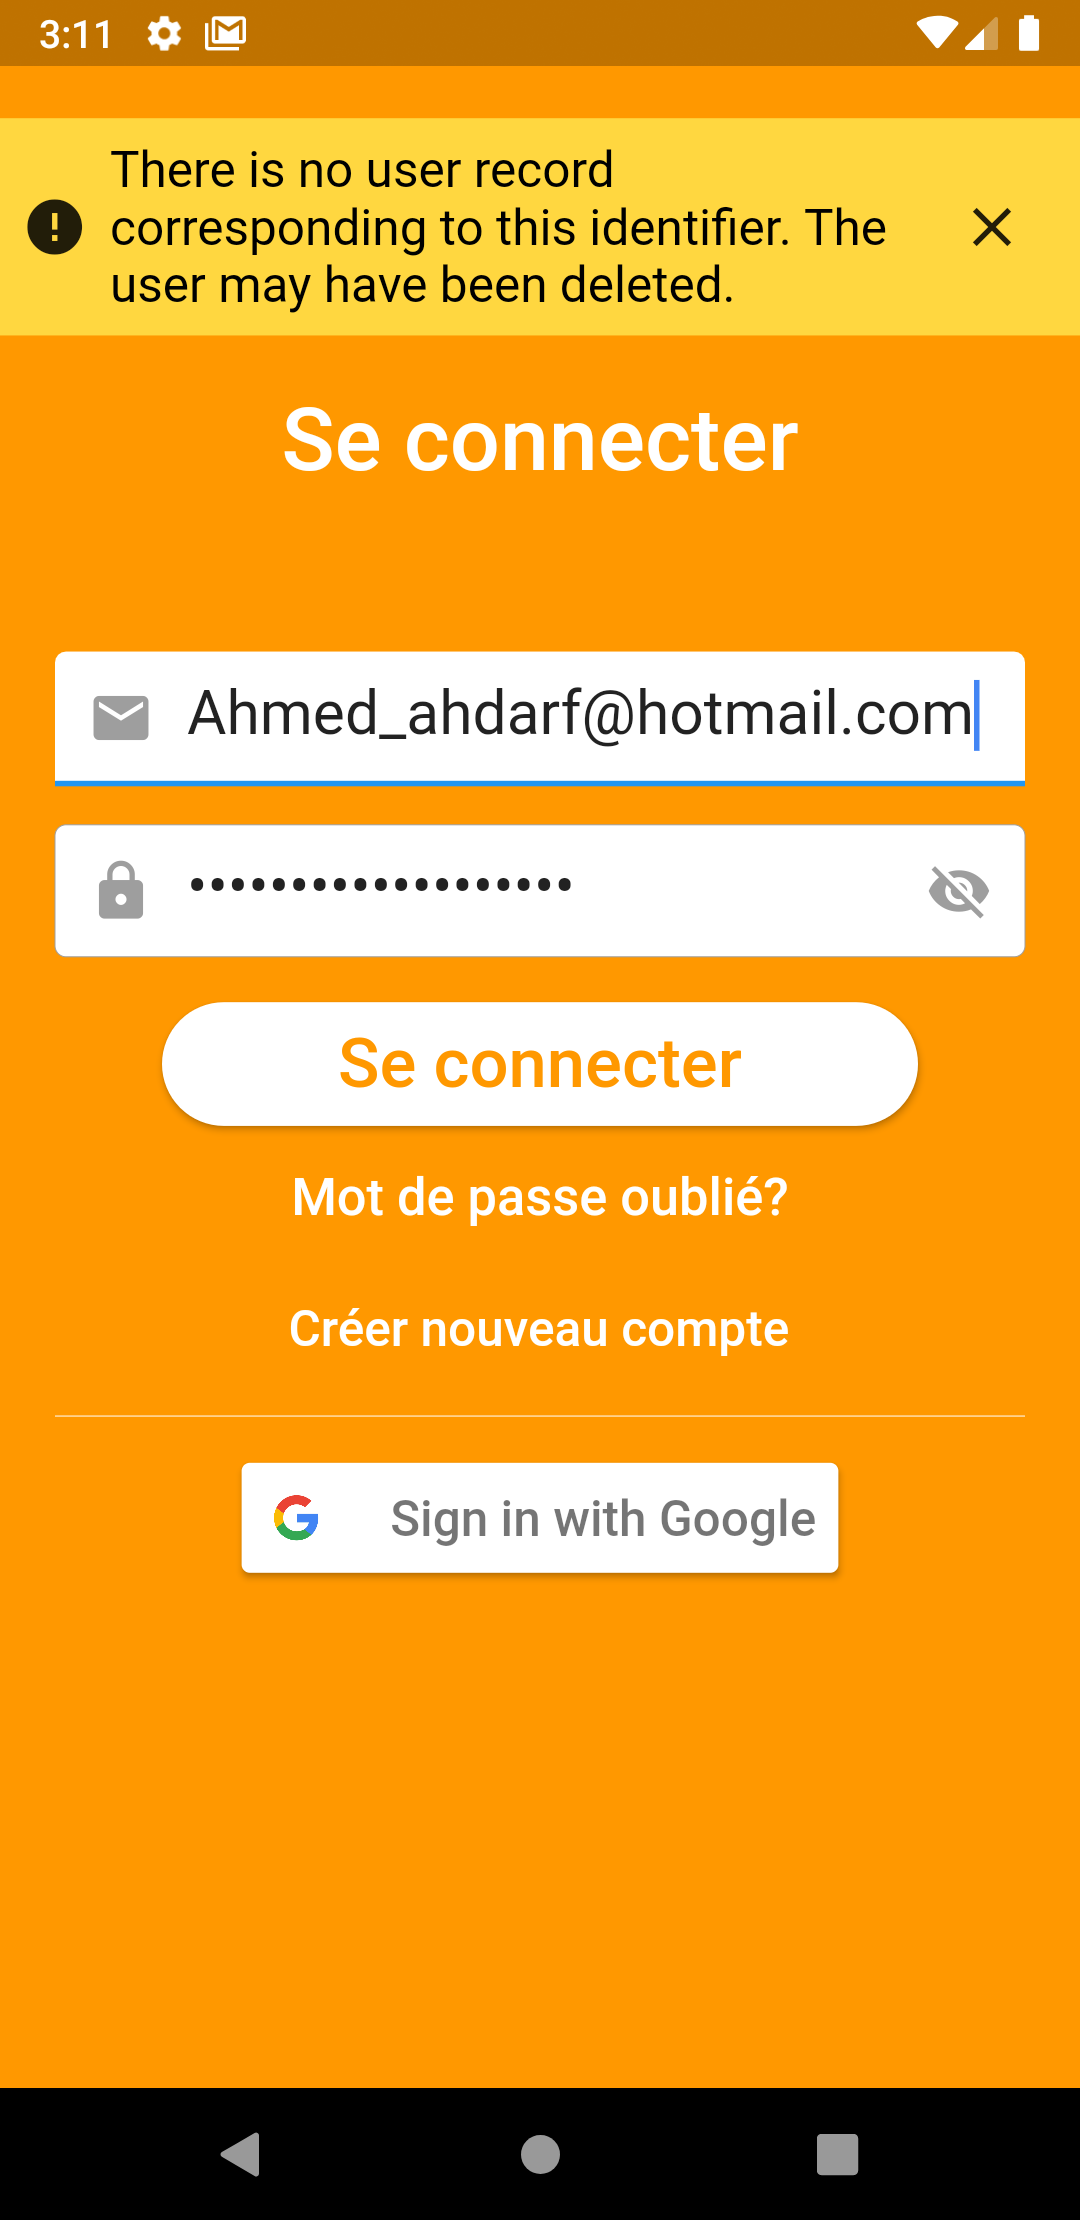 3:11
There is no user record
corresponding to this identifier. The
user may have been deleted.
Se connecter
Ahmed_ahdarf@hotmail.com
•••••••••••••••••••
Se connecter
Mot de passe oublié?
Créer nouveau compte
Sign in with Google